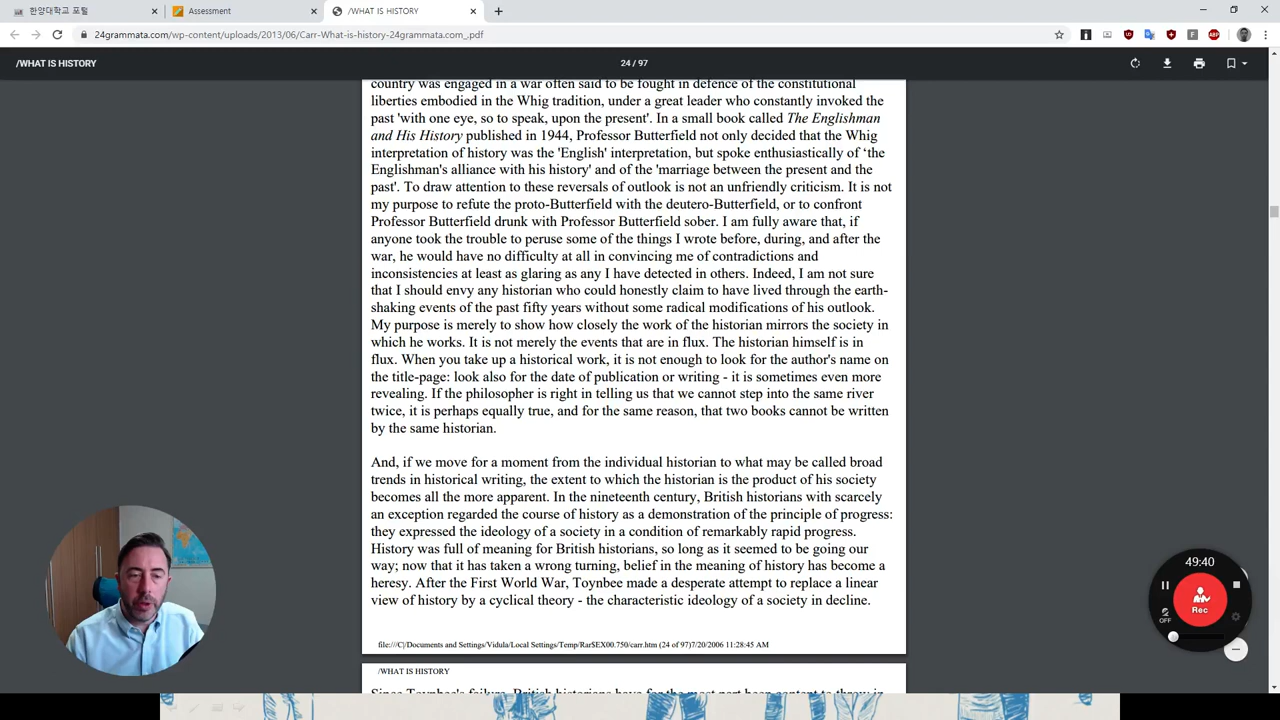 한양대학교 포털
Assessment
/WHAT IS HISTORY
24grammata.com/wp-content/uploads/2013/06/Carr-What-is-history-24grammata.com_.pdf
/WHAT IS HISTORY
24 / 97
country was engaged in a war often said to be fought in defence of the constitutional
liberties embodied in the Whig tradition, under a great leader who constantly invoked the
past 'with one eye, so to speak, upon the present'. In a small book called The Englishman
and His History published in 1944, Professor Butterfield not only decided that the Whig
interpretation of history was the 'English' interpretation, but spoke enthusiastically of ‘the
Englishman's alliance with his history' and of the 'marriage between the present and the
past'. To draw attention to these reversals of outlook is not an unfriendly criticism. It is not
my purpose to refute the proto-Butterfield with the deutero-Butterfield, or to confront
Professor Butterfield drunk with Professor Butterfield sober. I am fully aware that, if
anyone took the trouble to peruse some of the things I wrote before, during, and after the
war, he would have no difficulty at all in convincing me of contradictions and
inconsistencies at least as glaring as any I have detected in others. Indeed, I am not sure
that I should envy any historian who could honestly claim to have lived through the earth-
shaking events of the past fifty years without some radical modifications of his outlook.
My purpose is merely to show how closely the work of the historian mirrors the society in
which he works. It is not merely the events that are in flux. The historian himself is in
flux. When you take up a historical work, it is not enough to look for the author's name on
the title-page: look also for the date of publication or writing - it is sometimes even more
revealing. If the philosopher is right in telling us that we cannot step into the same river
twice, it is perhaps equally true, and for the same reason, that two books cannot be written
by the same historian.
And, if we move for a moment from the individual historian to what may be called broad
trends in historical writing, the extent to which the historian is the product of his society
becomes all the more apparent. In the nineteenth century, British historians with scarcely
an exception regarded the course of history as a demonstration of the principle of progress:
they expressed the ideology of a society in a condition of remarkably rapid progress.
History was full of meaning for British historians, so long as it seemed to be going our
way; now that it has taken a wrong turning, belief in the meaning of history has become a
heresy. After the First World War, Toynbee made a desperate attempt to replace a linear
view of history by a cyclical theory - the characteristic ideology of a society in decline.
file:///C|/Documents and Settings/Vidula/Local Settings/Temp/Rar$EX00.750/carr.htm (24 of 97)7/20/2006 11:28:45 AM
/WHAT IS HISTORY
Since Toynbee's failure, British historians have for the most part been content to throw in
49:40
Rec
OFF